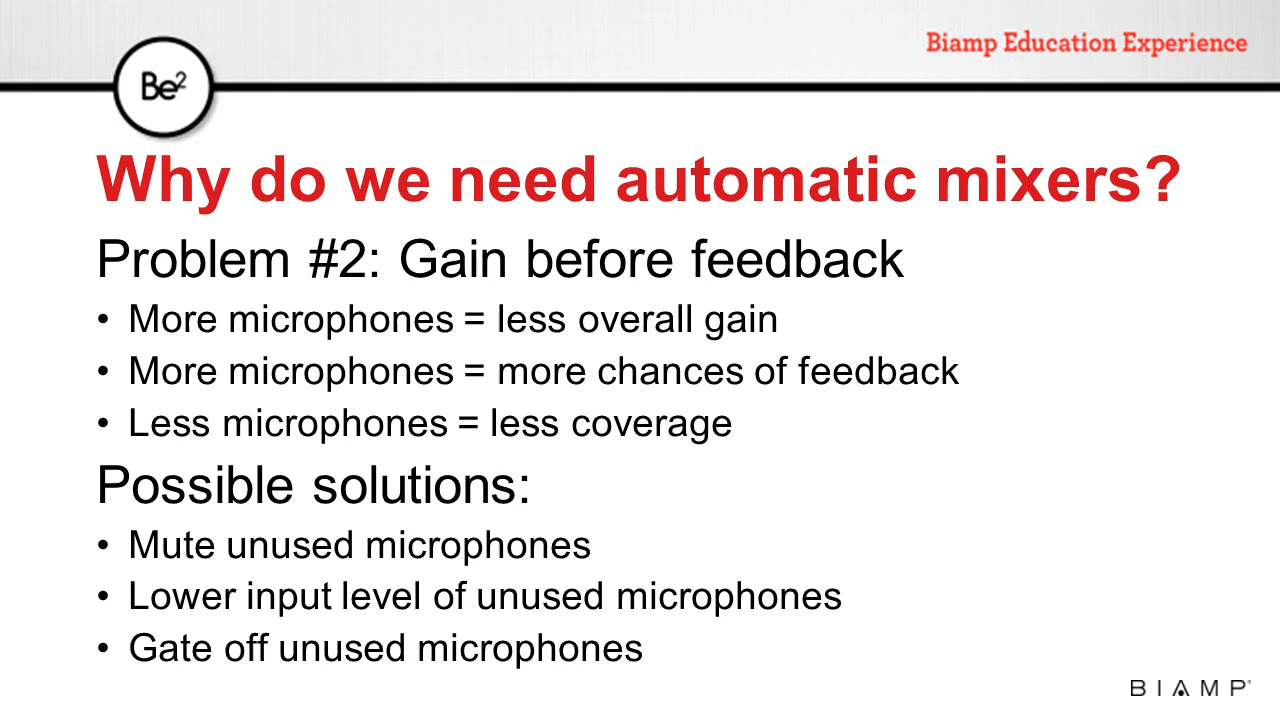 Biamp Education Experience
Be²
Why do we need automatic mixers?
Problem #2: Gain before feedback
• More microphones = less overall gain
• More microphones = more chances of feedback
• Less microphones = less coverage
Possible solutions:
• Mute unused microphones
• Lower input level of unused microphones
• Gate off unused microphones
BIAMP